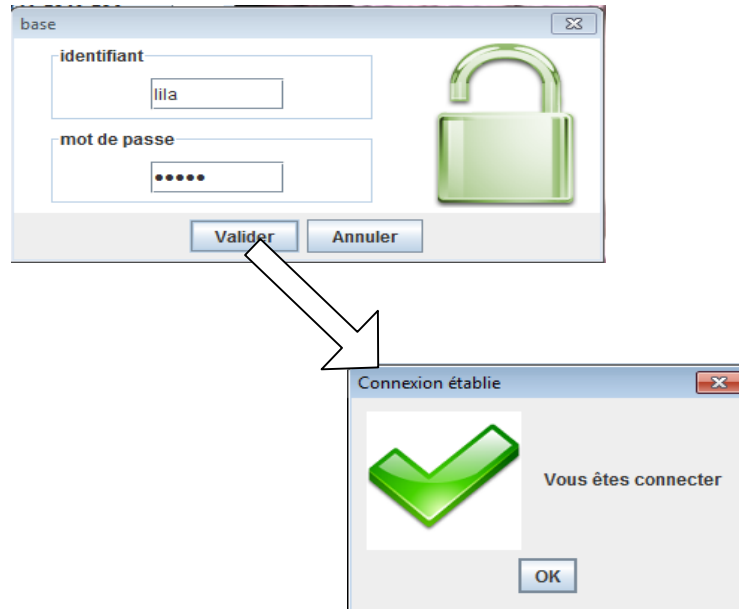 base
identifiant
lila
mot de passe
•••••
Valider
Annuler
Connexion établie
Vous êtes connecter
OK